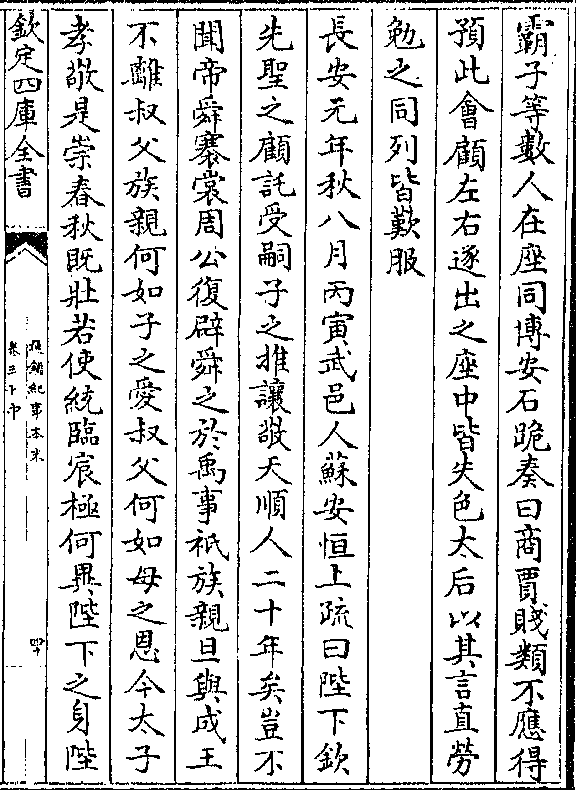 霸子等數人在座同博安石跪奏曰商賈賤類不應得
預此會顧左右逐出之座中皆失色太后以其言直勞
勉之同列皆歎服
長安元年秋八月丙寅武邑人蘇安恒上疏曰陛下欽
先聖之顧託受嗣子之推讓敬天順人二十年矣豈不
聞帝舜褰裳周公復辟舜之於禹事祇族親旦與成王
不離叔父族親何如子之愛叔父何如母之恩今太子
孝敬是崇春秋既壯若使統臨宸極何異陛下之身陛
欽定四庫全書
通鑑紀事本末
卷三十中
四十